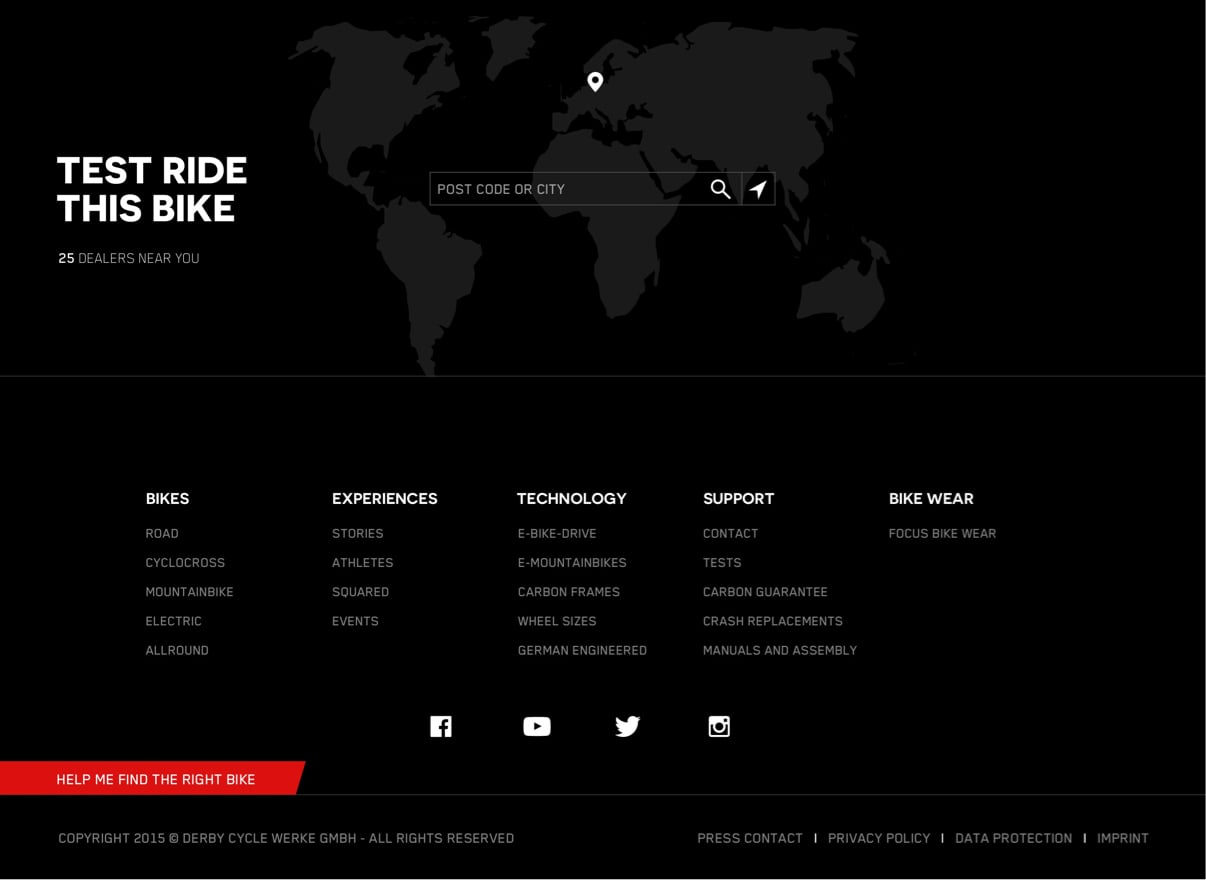 TEST RIDE
THIS BIKE
25 DEALERS NEAR YOU
POST CODE OR CITY
BIKES
ROAD
CYCLOCROSS
MOUNTAINBIKE
ELECTRIC
ALLROUND
EXPERIENCES
STORIES
ATHLETES
SQUARED
EVENTS
TECHNOLOGY
E-BIKE-DRIVE
E-MOUNTAINBIKES
CARBON FRAMES
WHEEL SIZES
GERMAN ENGINEERED
SUPPORT
CONTACT
TESTS
CARBON GUARANTEE
CRASH REPLACEMENTS
MANUALS AND ASSEMBLY
BIKE WEAR
FOCUS BIKE WEAR
HELP ME FIND THE RIGHT BIKE
COPYRIGHT 2015 © DERBY CYCLE WERKE GMBH - ALL RIGHTS RESERVED
PRESS CONTACT I PRIVACY POLICY I DATA PROTECTION I IMPRINT